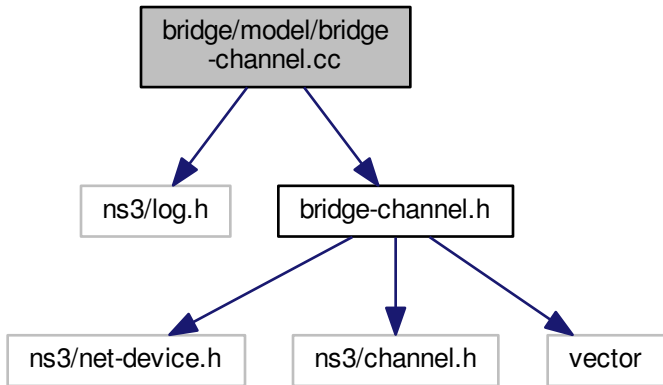 bridge/model/bridge
-channel.cc
ns3/log.h
bridge-channel.h
ns3/net-device.h
ns3/channel.h
vector